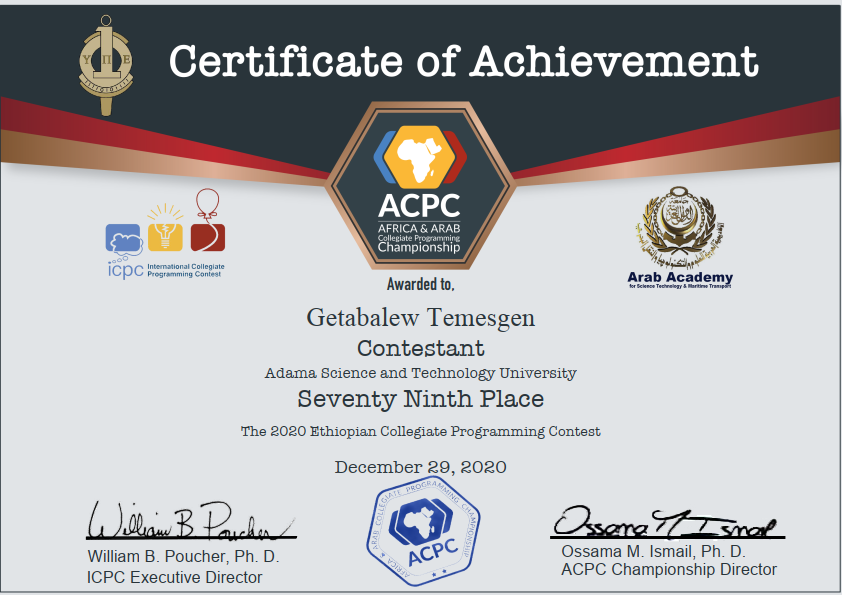 Υ Π Ε
Certificate of Achievement
ACPC
AFRICA & ARAB
Collegiate Programming
Championship
icpc International Collegiate
Programming Contest
Arab Academy
for Science Technology & Maritime Transport
Awarded to,
Getabalew Temesgen
Contestant
Adama Science and Technology University
Seventy Ninth Place
The 2020 Ethiopian Collegiate Programming Contest
December 29, 2020
AFRICA & ARAB COLLEGIATE PROGRAMMING CHAMPIONSHIP
ACPC
William B Poucher
William B. Poucher, Ph. D.
ICPC Executive Director
Ossama M Ismail
Ossama M. Ismail, Ph. D.
ACPC Championship Director